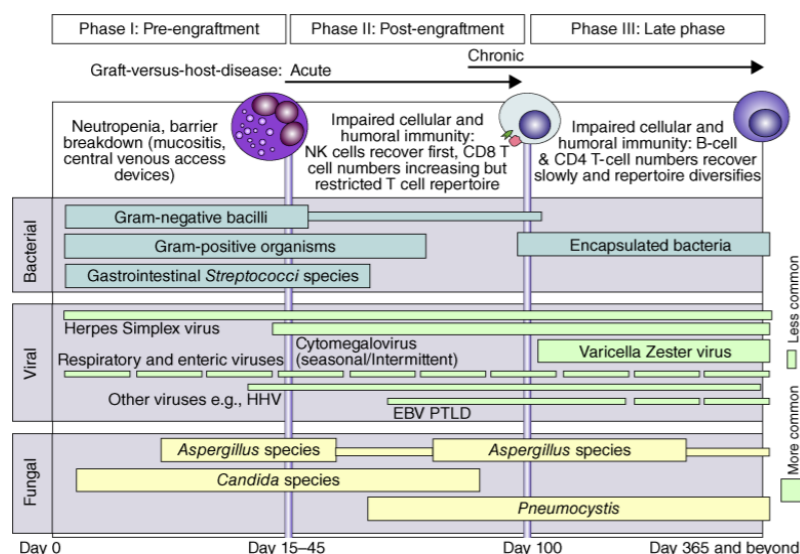 Phase I: Pre-engraftment
Phase II: Post-engraftment
Phase III: Late phase
Chronic
Graft-versus-host-disease: Acute
Neutropenia, barrier
breakdown (mucositis,
central venous access
devices)
Impaired cellular and
humoral immunity:
NK cells recover first, CD8 T
cell numbers increasing but
restricted T cell repertoire
Impaired cellular and
humoral immunity: B-cell
& CD4 T-cell numbers recover
slowly and repertoire diversifies
Bacterial
Gram-negative bacilli
Gram-positive organisms
Encapsulated bacteria
Gastrointestinal Streptococci species
Viral
Herpes Simplex virus
Cytomegalovirus
(seasonal/Intermittent)
Varicella Zester virus
Respiratory and enteric viruses
Other viruses e.g., HHV
EBV PTLD
Less common
More common
Fungal
Aspergillus species
Aspergillus species
Candida species
Pneumocystis
Day 0
Day 15–45
Day 100
Day 365 and beyond